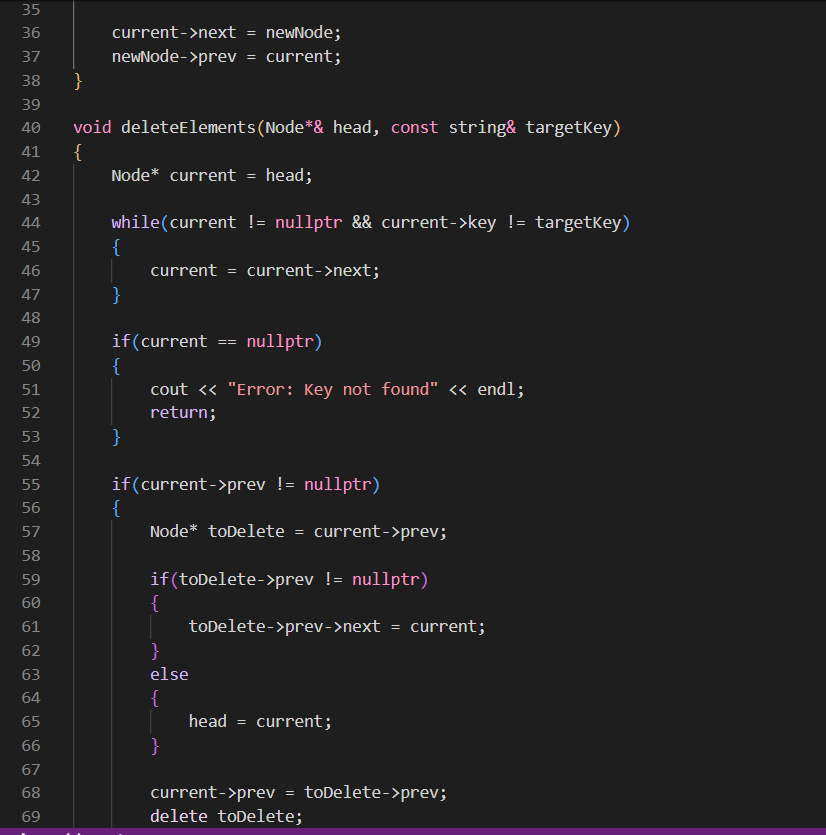 35
36 current->next = newNode;
37 newNode->prev = current;
38 }
39
40 void deleteElements(Node*& head, const string& targetKey)
41 {
42 Node* current = head;
43
44 while(current != nullptr && current->key != targetKey)
45 {
46 current = current->next;
47 }
48
49 if(current == nullptr)
50 {
51 cout << "Error: Key not found" << endl;
52 return;
53 }
54
55 if(current->prev != nullptr)
56 {
57 Node* toDelete = current->prev;
58
59 if(toDelete->prev != nullptr)
60 {
61 toDelete->prev->next = current;
62 }
63 else
64 {
65 head = current;
66 }
67
68 current->prev = toDelete->prev;
69 delete toDelete;